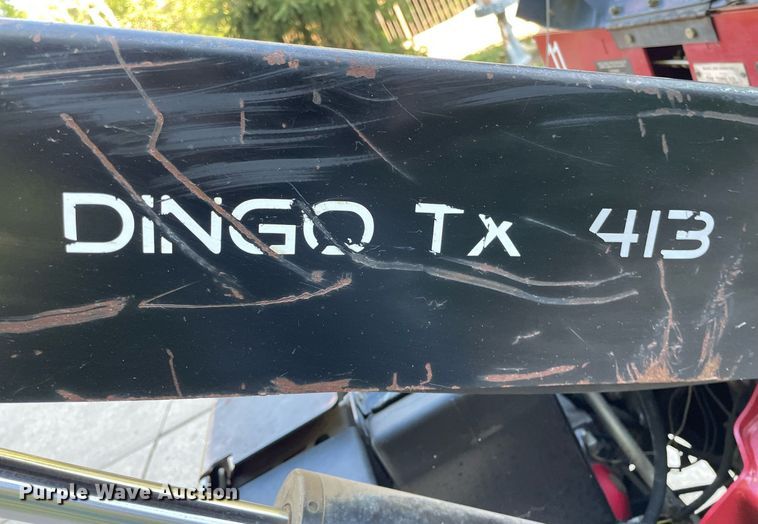 DINGO TX 413
Purple Wave Auction